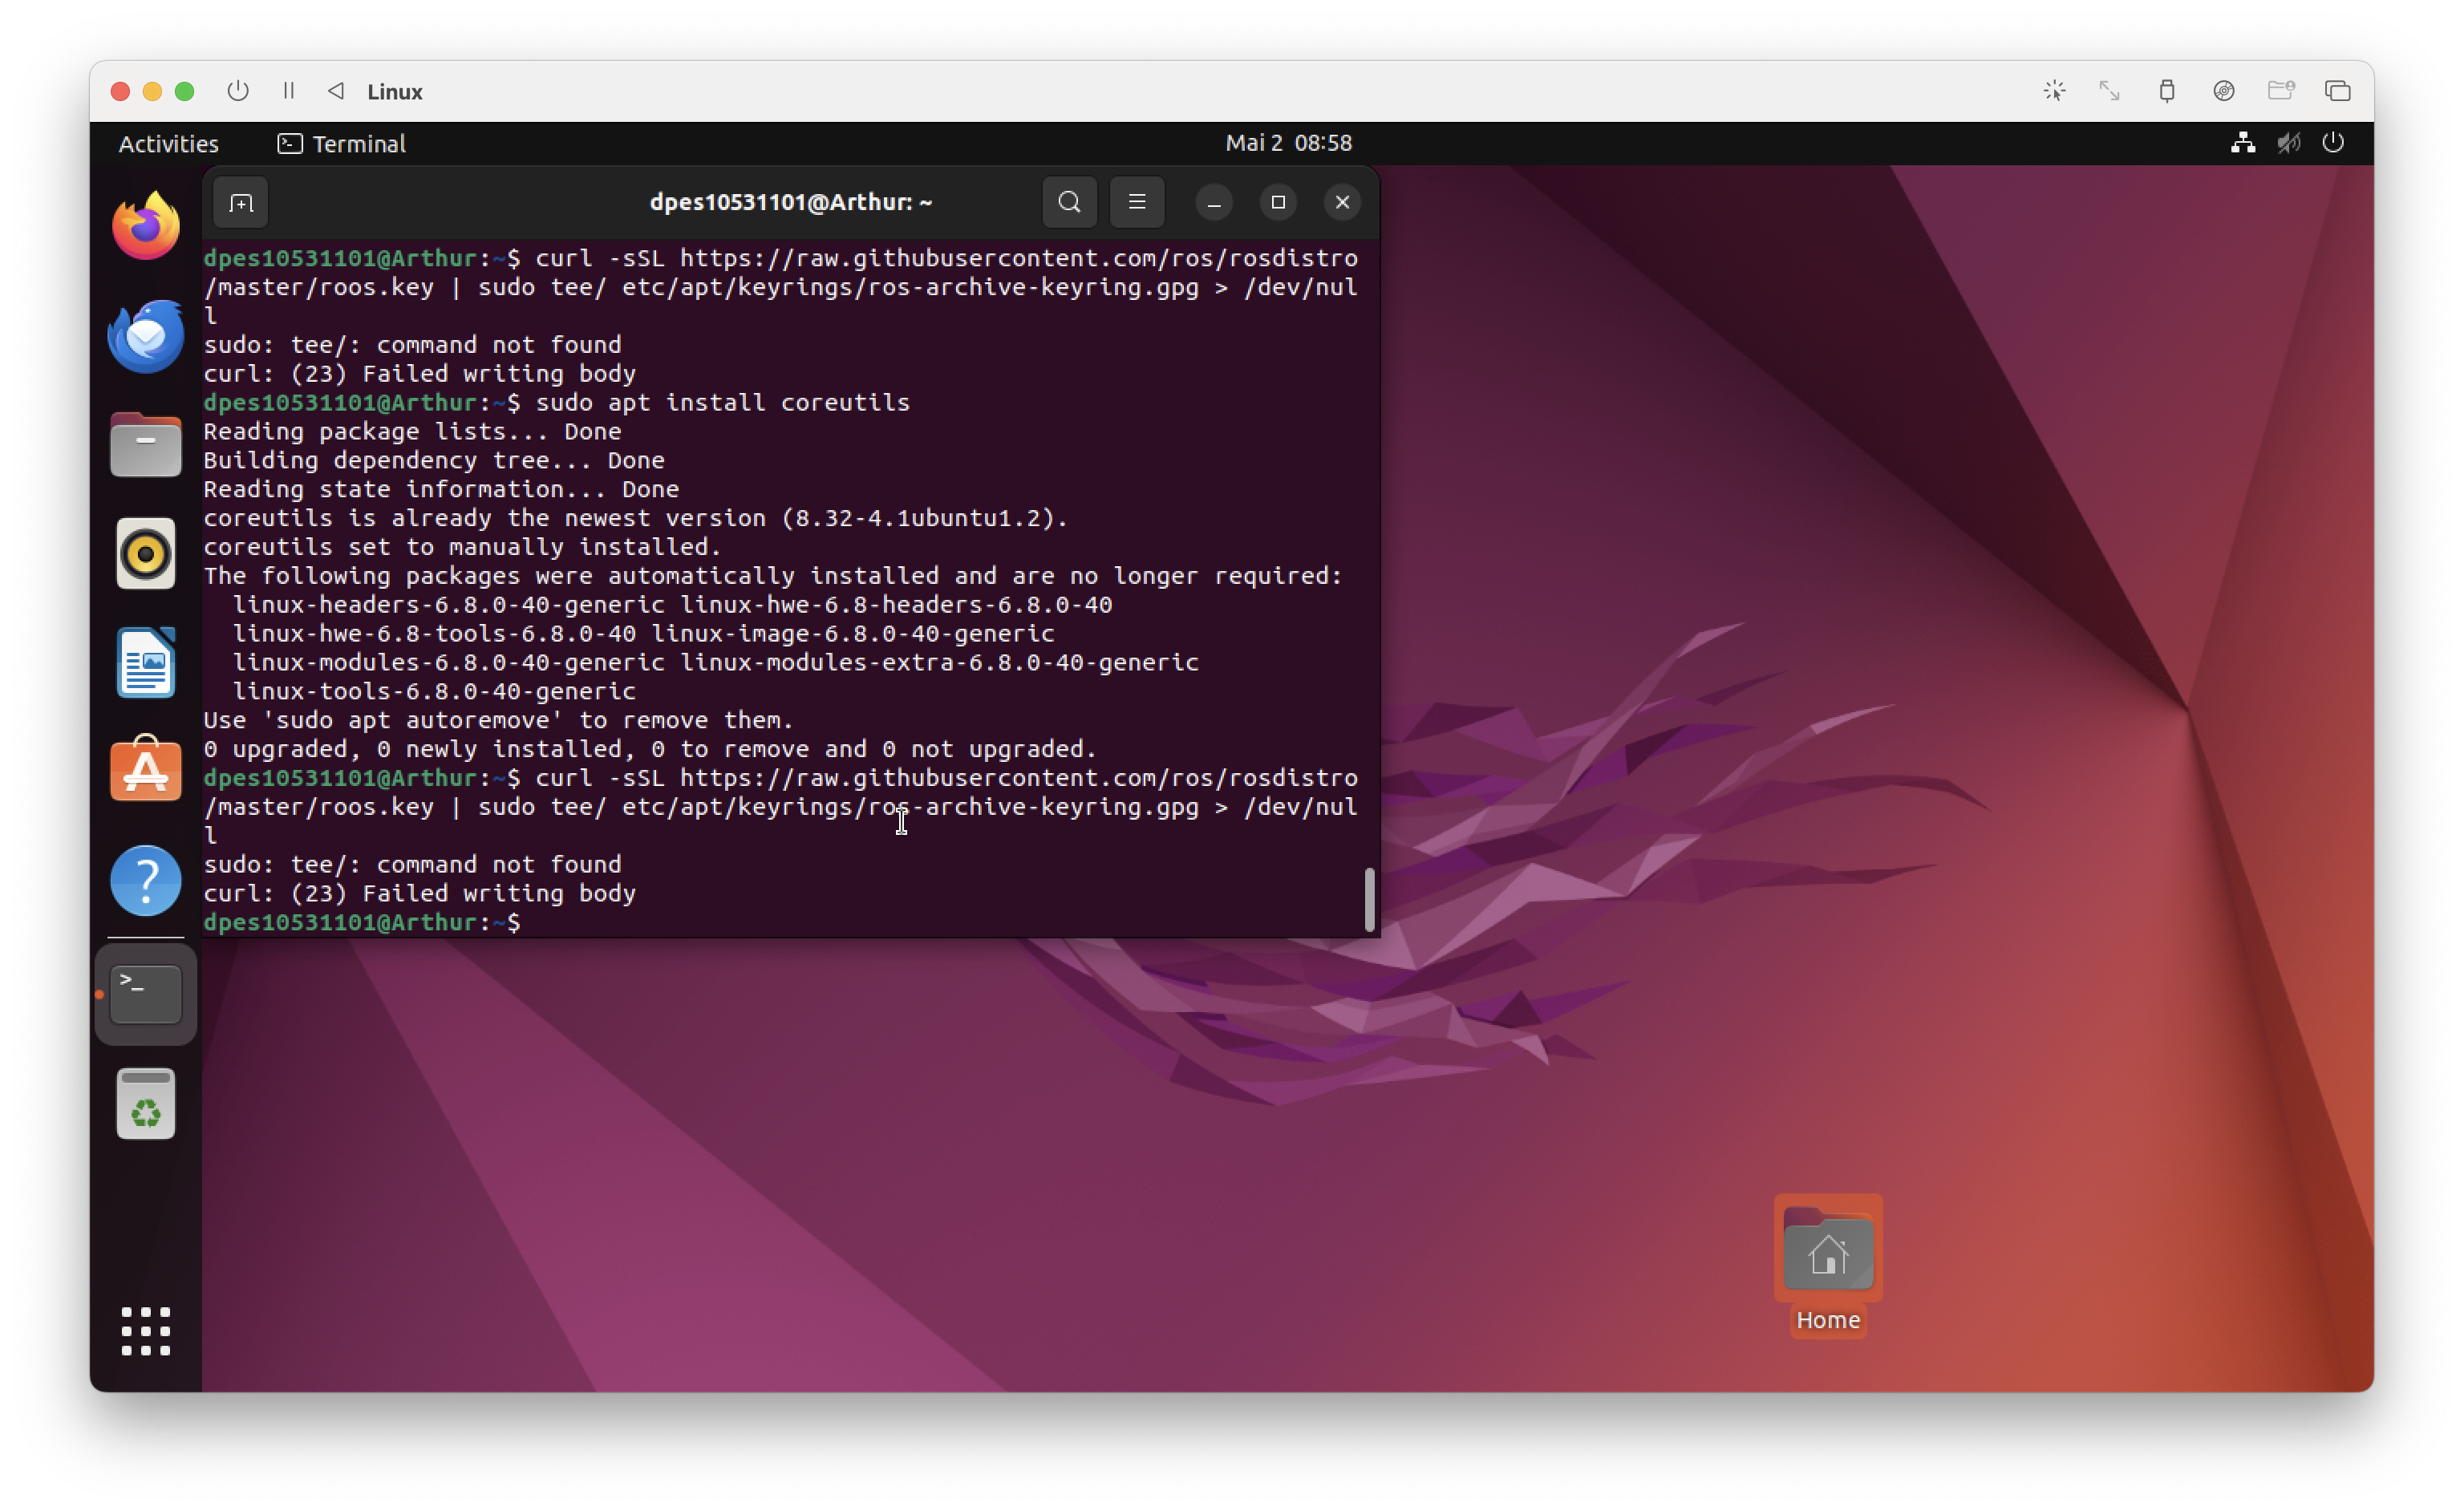 Linux
Activities
Terminal
Mai 2 08:58
dpes10531101@Arthur: ~
dpes10531101@Arthur:~$ curl -sSL https://raw.githubusercontent.com/ros/rosdistro
/master/roos.key | sudo tee/ etc/apt/keyrings/ros-archive-keyring.gpg > /dev/nul
l
sudo: tee/: command not found
curl: (23) Failed writing body
dpes10531101@Arthur:~$ sudo apt install coreutils
Reading package lists... Done
Building dependency tree... Done
Reading state information... Done
coreutils is already the newest version (8.32-4.1ubuntu1.2).
coreutils set to manually installed.
The following packages were automatically installed and are no longer required:
  linux-headers-6.8.0-40-generic linux-hwe-6.8-headers-6.8.0-40
  linux-hwe-6.8-tools-6.8.0-40 linux-image-6.8.0-40-generic
  linux-modules-6.8.0-40-generic linux-modules-extra-6.8.0-40-generic
  linux-tools-6.8.0-40-generic
Use 'sudo apt autoremove' to remove them.
0 upgraded, 0 newly installed, 0 to remove and 0 not upgraded.
dpes10531101@Arthur:~$ curl -sSL https://raw.githubusercontent.com/ros/rosdistro
/master/roos.key | sudo tee/ etc/apt/keyrings/ros-archive-keyring.gpg > /dev/nul
l
sudo: tee/: command not found
curl: (23) Failed writing body
dpes10531101@Arthur:~$
Home